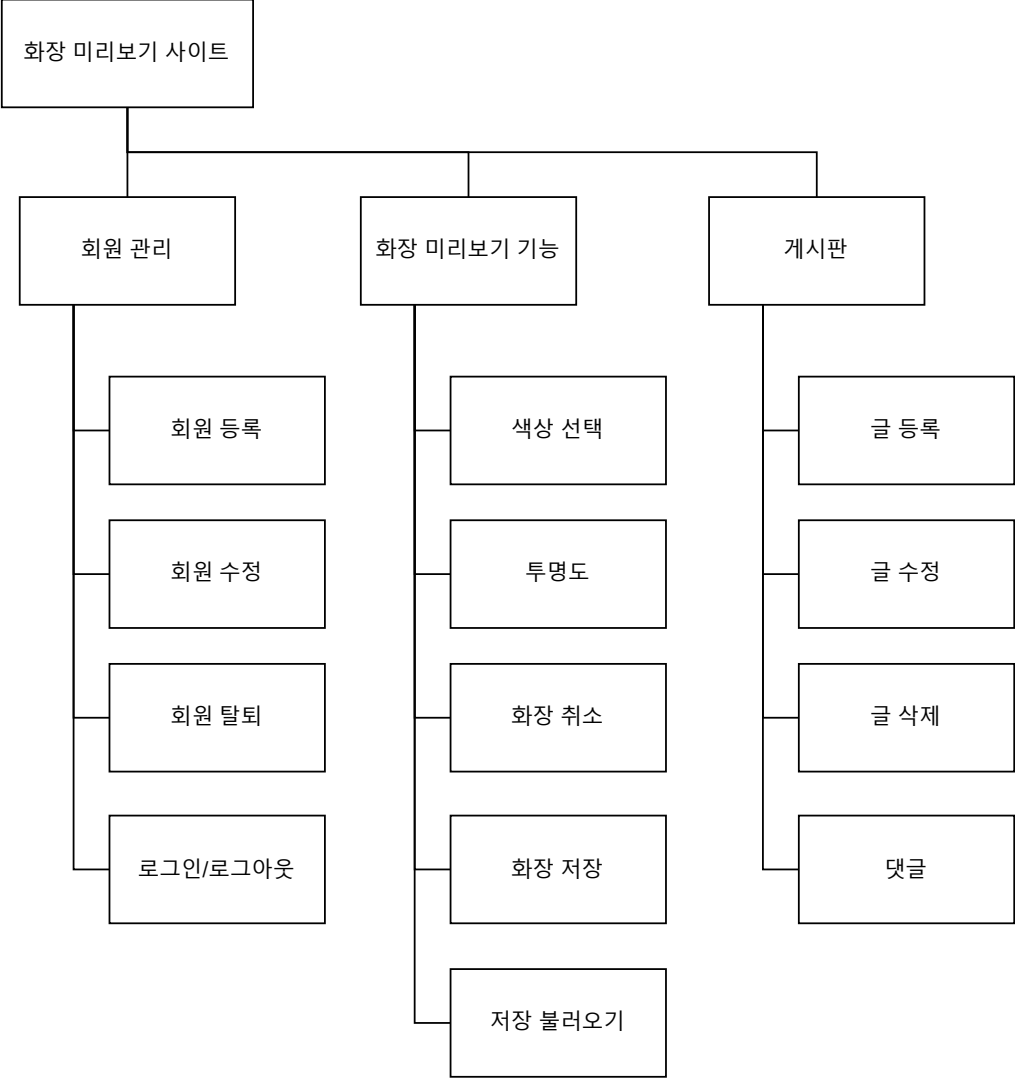 화장 미리보기 사이트
회원 관리
화장 미리보기 기능
게시판
회원 등록
색상 선택
글 등록
회원 수정
투명도
글 수정
회원 탈퇴
화장 취소
글 삭제
로그인/로그아웃
화장 저장
댓글
저장 불러오기